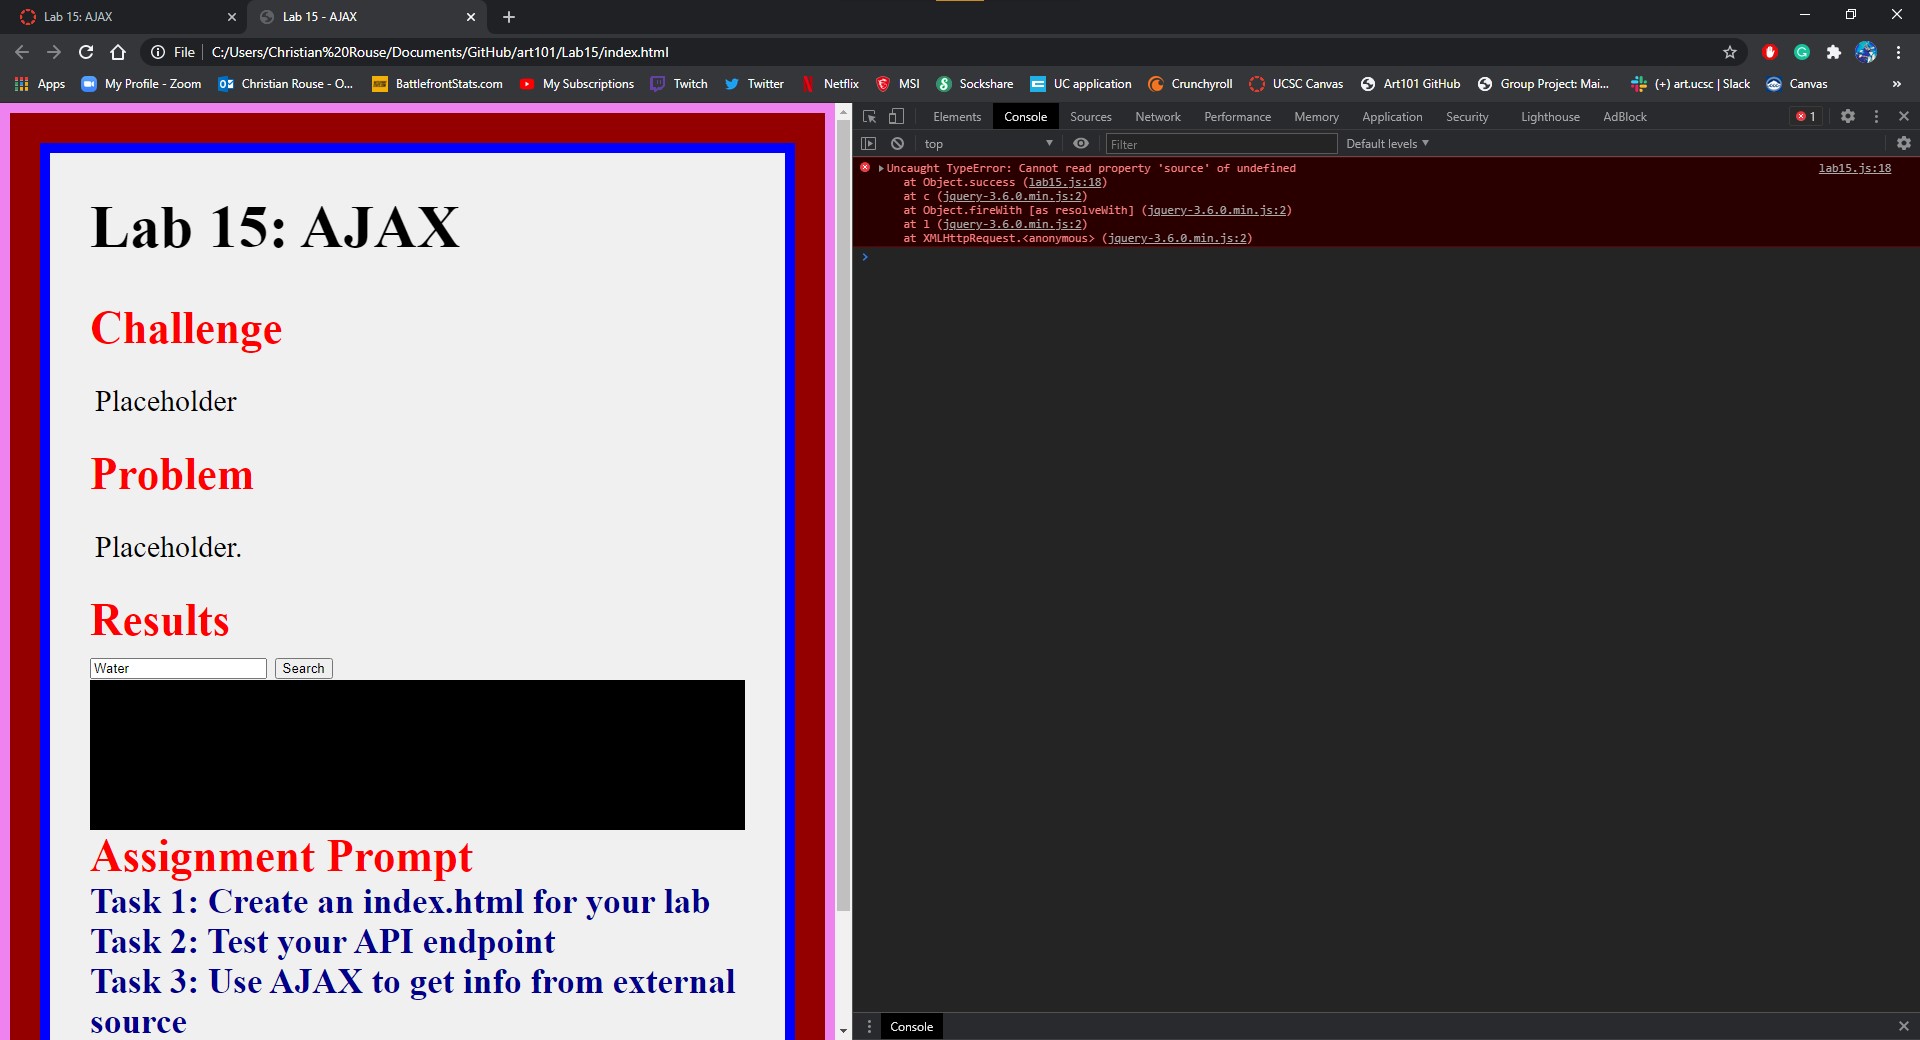 Lab 15: AJAX
Lab 15 - AJAX
File C:/Users/Christian%20Rouse/Documents/GitHub/art101/Lab15/index.html
Apps My Profile - Zoom Christian Rouse - O... BattlefrontStats.com My Subscriptions Twitch Twitter Netflix MSI Sockshare UC application Crunchyroll UCSC Canvas Art101 GitHub Group Project: Mai... (+) art.ucsc | Slack Canvas »
Lab 15: AJAX
Challenge
Placeholder
Problem
Placeholder.
Results
Water Search
Assignment Prompt
Task 1: Create an index.html for your lab
Task 2: Test your API endpoint
Task 3: Use AJAX to get info from external
source
Elements Console Sources Network Performance Memory Application Security Lighthouse AdBlock 1
top Filter Default levels
Uncaught TypeError: Cannot read property 'source' of undefined lab15.js:18
at Object.success (lab15.js:18)
at c (jquery-3.6.0.min.js:2)
at Object.fireWith [as resolveWith] (jquery-3.6.0.min.js:2)
at l (jquery-3.6.0.min.js:2)
at XMLHttpRequest.<anonymous> (jquery-3.6.0.min.js:2)
Console